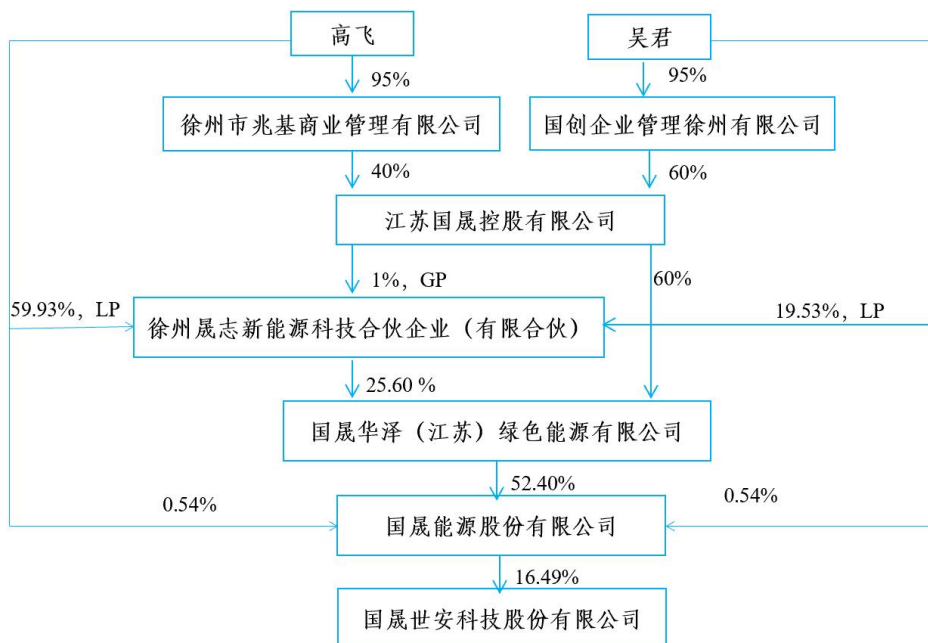 高飞
吴君
95%
95%
徐州市兆基商业管理有限公司
国创企业管理徐州有限公司
40%
60%
江苏国晟控股有限公司
1%，GP
60%
59.93%，LP
19.53%，LP
徐州晟志新能源科技合伙企业（有限合伙）
25.60 %
国晟华泽（江苏）绿色能源有限公司
52.40%
0.54%
0.54%
国晟能源股份有限公司
16.49%
国晟世安科技股份有限公司